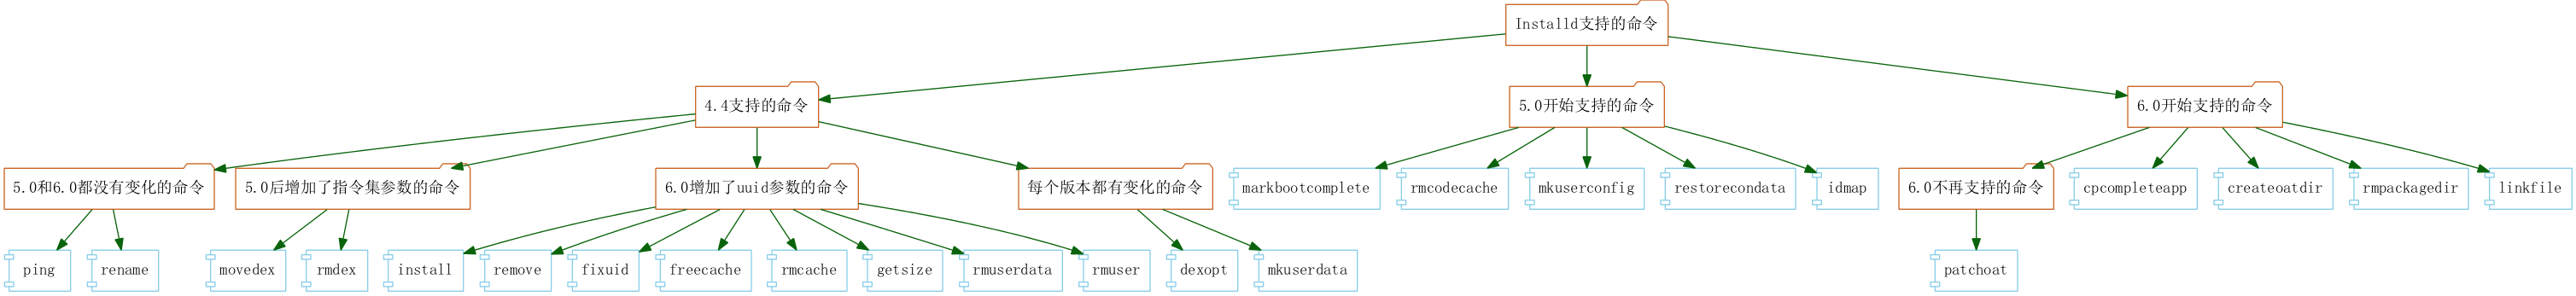 Installd支持的命令
4.4支持的命令
5.0开始支持的命令
6.0开始支持的命令
5.0和6.0都没有变化的命令
5.0后增加了指令集参数的命令
6.0增加了uuid参数的命令
每个版本都有变化的命令
markbootcomplete
rmcodecache
mkuserconfig
restorecondata
idmap
6.0不再支持的命令
cpcompleteapp
createoatdir
rmpackagedir
linkfile
ping
rename
movedex
rmdex
install
remove
fixuid
freecache
rmcache
getsize
rmuserdata
rmuser
dexopt
mkuserdata
patchoat